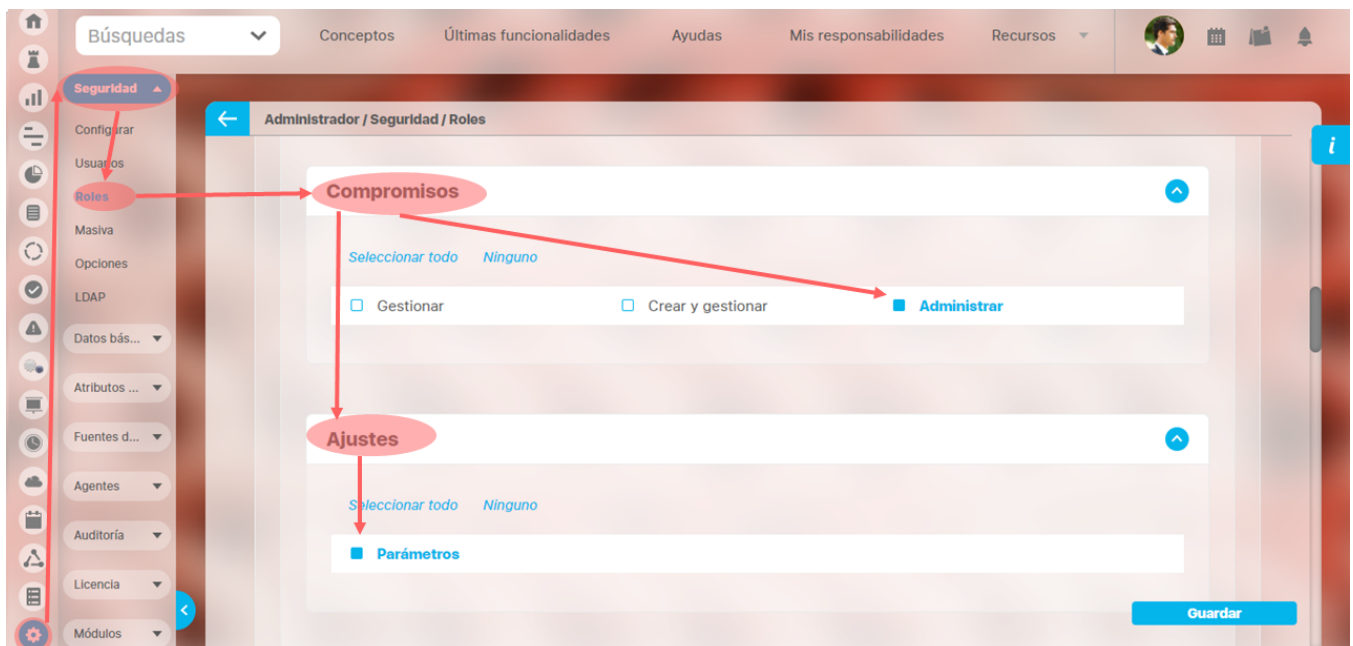 Búsquedas
Conceptos
Últimas funcionalidades
Ayudas
Mis responsabilidades
Recursos
Seguridad
Configurar
Usuarios
Roles
Masiva
Opciones
LDAP
Datos bás...
Atributos ...
Fuentes d...
Agentes
Auditoría
Licencia
Módulos
Administrador / Seguridad / Roles
i
Compromisos
Seleccionar todo Ninguno
Gestionar Crear y gestionar Administrar
Ajustes
Seleccionar todo Ninguno
Parámetros
Guardar